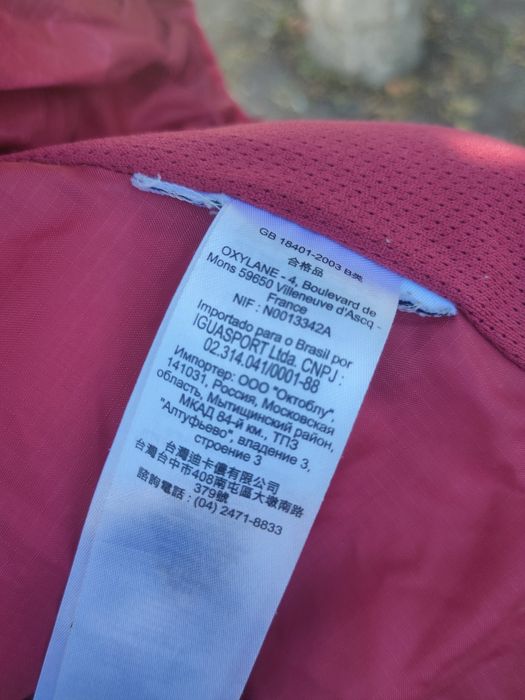 GB 18401-2003 B类
合格品
OXYLANE - 4, Boulevard de
Mons 59650 Villeneuve d'Ascq -
France
NIF : N0013342A
Importado para o Brasil por
IGUASPORT Ltda, CNPJ :
02.314.041/0001-88
Импортер: ООО "Октоблу",
141031, Россия, Московская
область, Мытищинский район,
МКАД 84-й км., ТПЗ
"Алтуфьево", владение 3,
строение 3
台灣迪卡儂有限公司
台灣台中市408南屯區大墩南路
379號
諮詢電話 : (04) 2471-8833